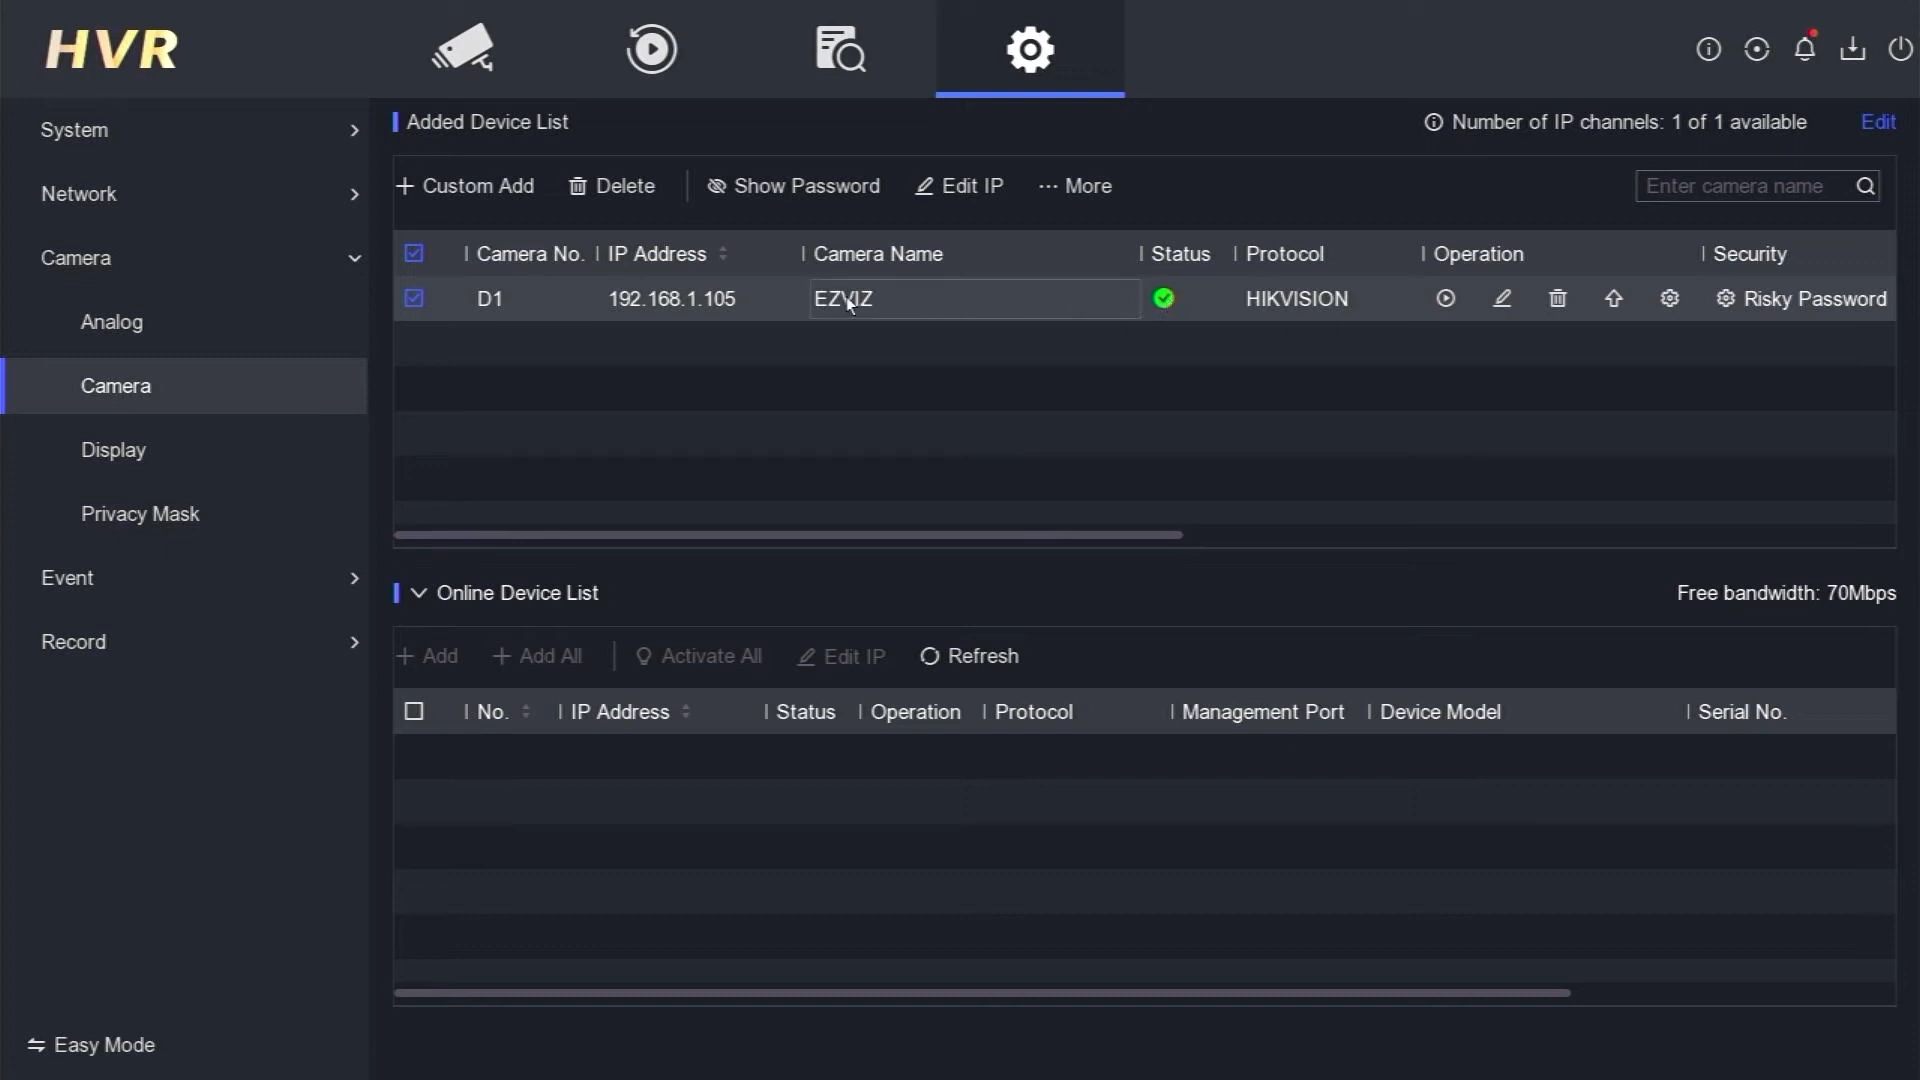 HVR
System
Network
Camera
Analog
Camera
Display
Privacy Mask
Event
Record
Easy Mode
Added Device List
Number of IP channels: 1 of 1 available Edit
Custom Add Delete Show Password Edit IP More
Enter camera name
Camera No. IP Address Camera Name Status Protocol Operation Security
D1 192.168.1.105 EZVIZ HIKVISION Risky Password
Online Device List
Free bandwidth: 70Mbps
Add Add All Activate All Edit IP Refresh
No. IP Address Status Operation Protocol Management Port Device Model Serial No.